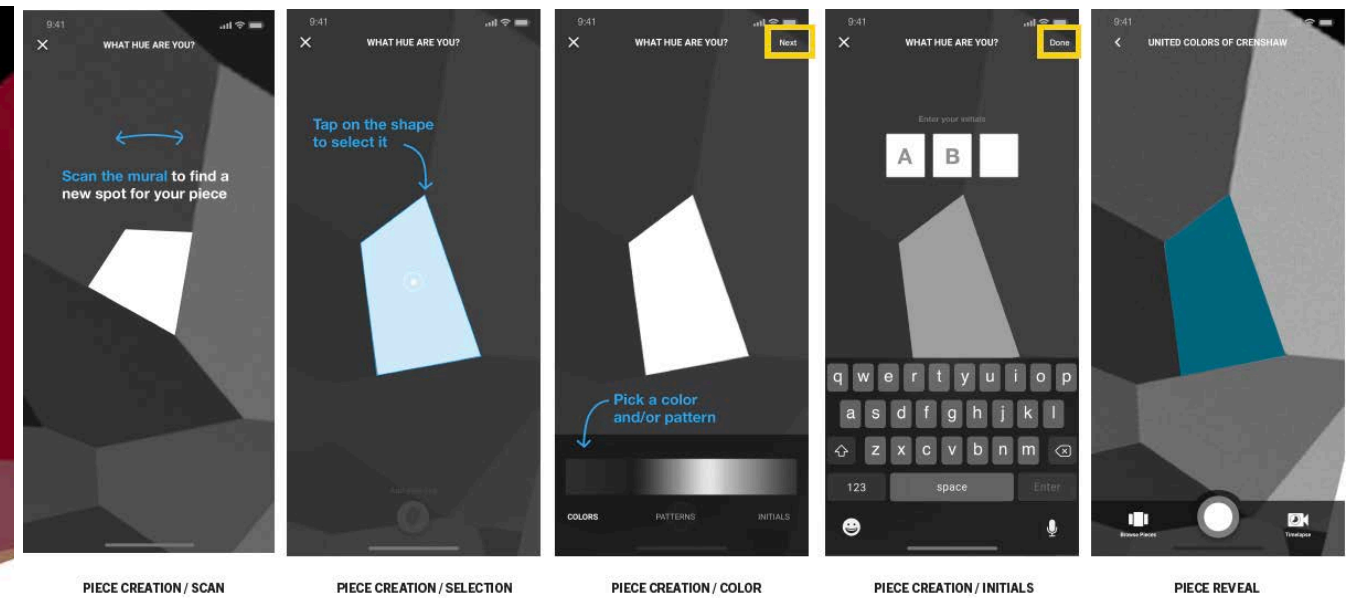 9:41
WHAT HUE ARE YOU?
Scan the mural to find a
new spot for your piece
PIECE CREATION / SCAN
9:41
WHAT HUE ARE YOU?
Tap on the shape
to select it
PIECE CREATION / SELECTION
9:41
WHAT HUE ARE YOU?
Next
Pick a color
and/or pattern
COLORS PATTERNS INITIALS
PIECE CREATION / COLOR
9:41
WHAT HUE ARE YOU?
Done
Enter your initials
A B
q w e r t y u i o p
a s d f g h j k l
z x c v b n m
123 space Enter
PIECE CREATION / INITIALS
9:41
UNITED COLORS OF CRENSHAW
Browse Pieces Timelapse
PIECE REVEAL